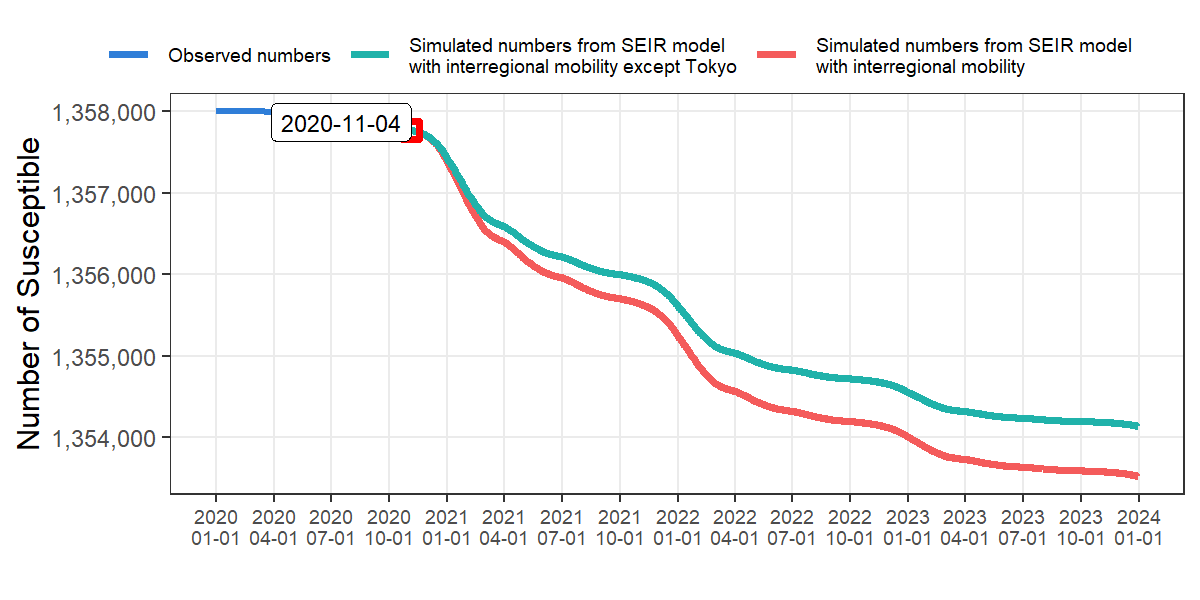 Observed numbers
Simulated numbers from SEIR model
with interregional mobility except Tokyo
Simulated numbers from SEIR model
with interregional mobility
Number of Susceptible
1,358,000
1,357,000
1,356,000
1,355,000
1,354,000
2020-11-04
2020 2020 2020 2020 2021 2021 2021 2021 2022 2022 2022 2022 2023 2023 2023 2023 2024
01-01 04-01 07-01 10-01 01-01 04-01 07-01 10-01 01-01 04-01 07-01 10-01 01-01 04-01 07-01 10-01 01-01